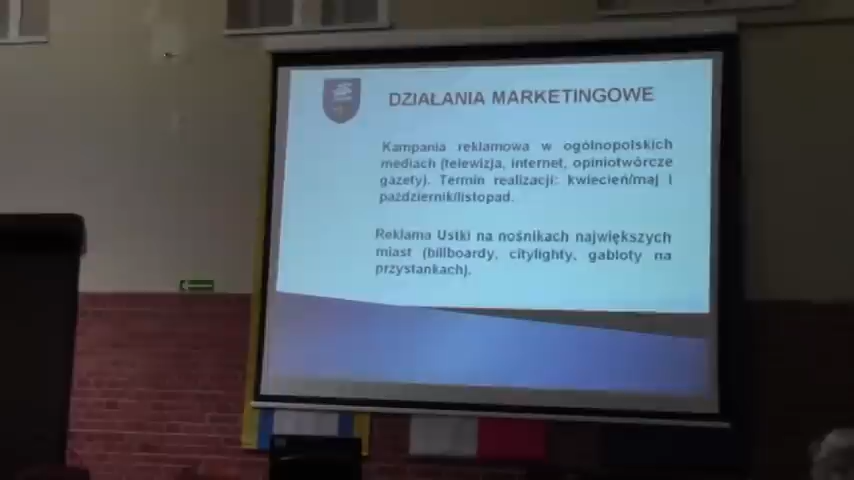 DZIAŁANIA MARKETINGOWE
Kampania reklamowa w ogólnopolskich
mediach (telewizja, internet, opiniotwórcze
gazety). Termin realizacji: kwiecień/maj i
październik/listopad.
Reklama Ustki na nośnikach największych
miast (billboardy, citylighty, gabloty na
przystankach).